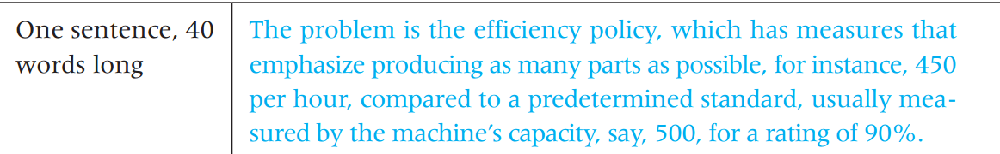 One sentence, 40
words long
The problem is the efficiency policy, which has measures that
emphasize producing as many parts as possible, for instance, 450
per hour, compared to a predetermined standard, usually mea-
sured by the machine’s capacity, say, 500, for a rating of 90%.